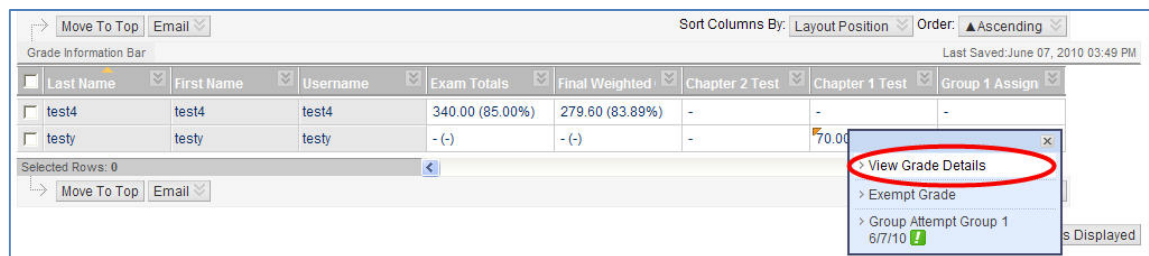 Move To Top Email Sort Columns By: Layout Position Order: ▲Ascending
Grade Information Bar Last Saved:June 07, 2010 03:49 PM
Last Name First Name Username Exam Totals Final Weighted Chapter 2 Test Chapter 1 Test Group 1 Assign
test4 test4 test4 340.00 (85.00%) 279.60 (83.89%) - - -
testy testy testy - (-) - (-) - 70.00
Selected Rows: 0
> View Grade Details
Move To Top Email
> Exempt Grade
> Group Attempt Group 1
6/7/10
s Displayed